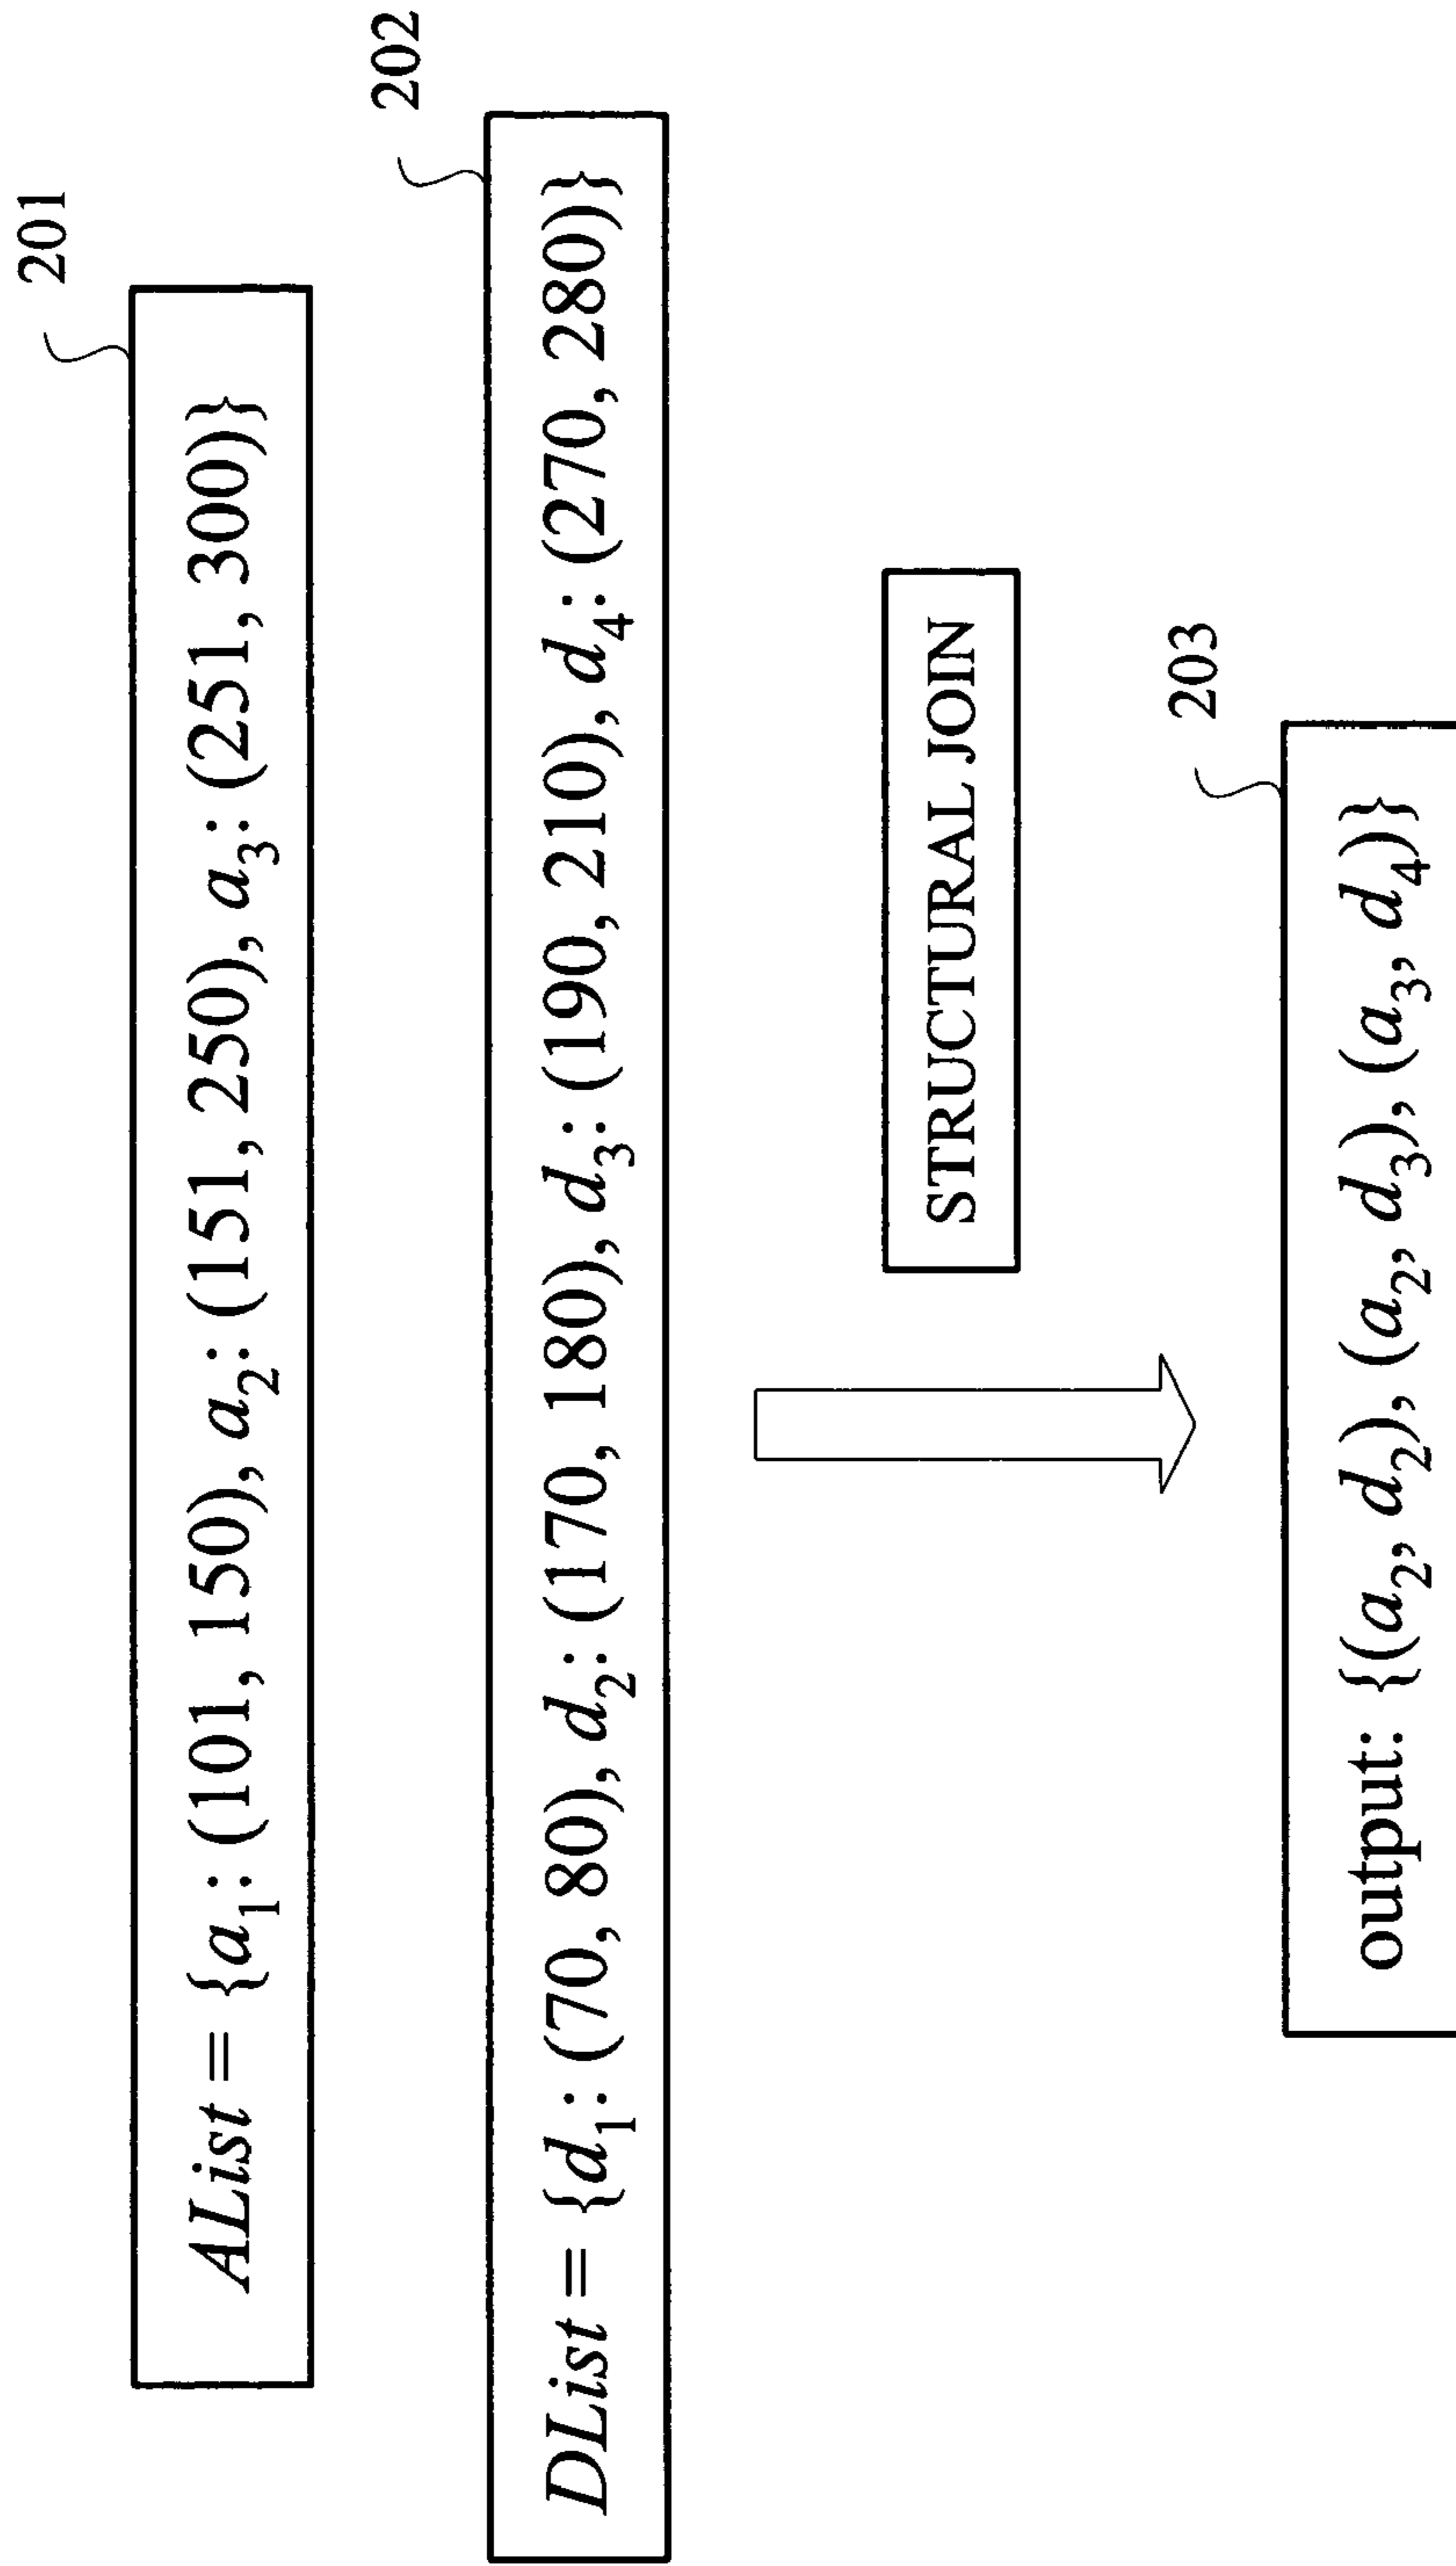 201
AList = {a₁: (101, 150), a₂: (151, 250), a₃: (251, 300)}
202
DList = {d₁: (70, 80), d₂: (170, 180), d₃: (190, 210), d₄: (270, 280)}
STRUCTURAL JOIN
203
output: {(a₂, d₂), (a₂, d₃), (a₃, d₄)}